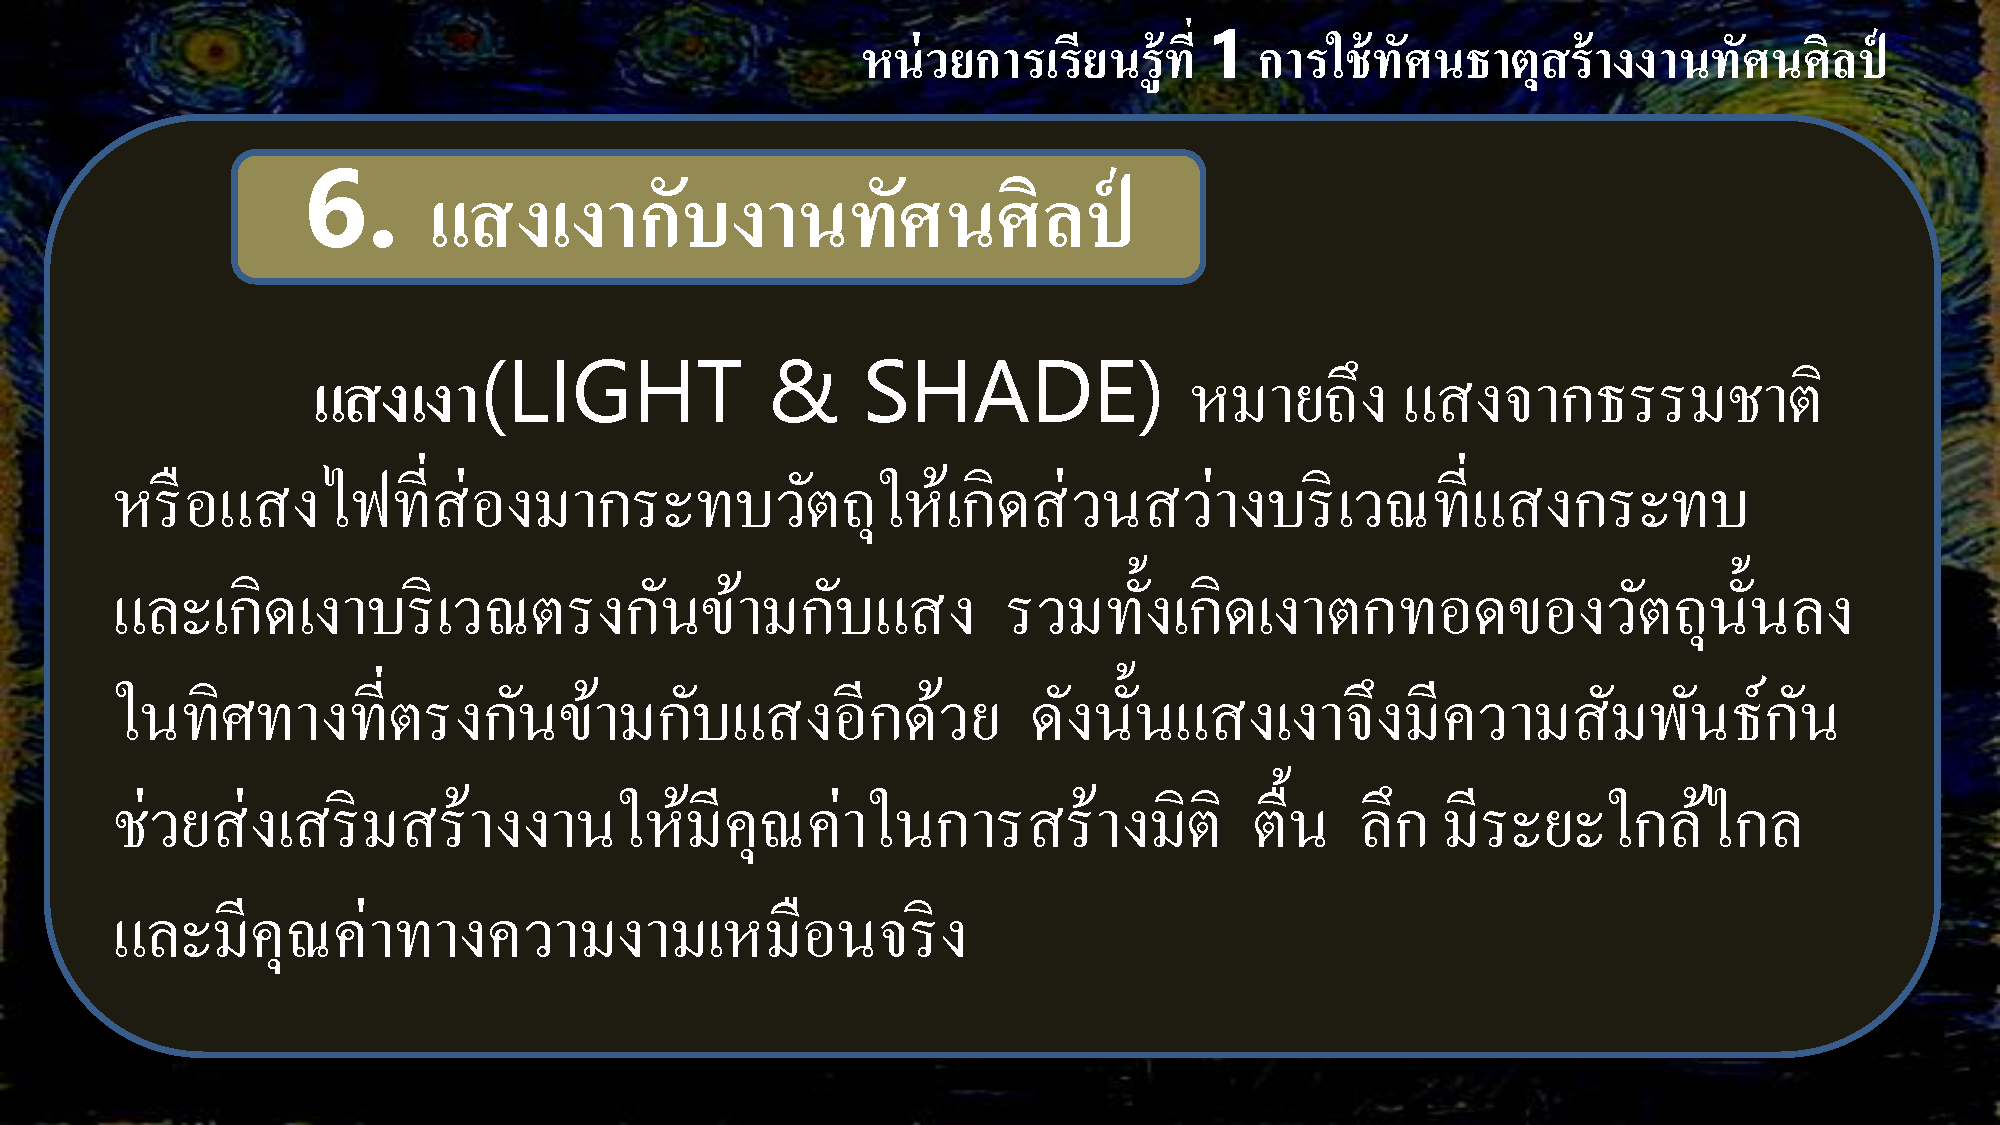 หน่วยการเรียนรู้ที่ 1 การใช้ทัศนธาตุสร้างงานทัศนศิลป์
6. แสงเงากับงานทัศนศิลป์
แสงเงา(LIGHT & SHADE) หมายถึง แสงจากธรรมชาติ
หรือแสงไฟที่ส่องมากระทบวัตถุให้เกิดส่วนสว่างบริเวณที่แสงกระทบ
และเกิดเงาบริเวณตรงกันข้ามกับแสง รวมทั้งเกิดเงาตกทอดของวัตถุนั้นลง
ในทิศทางที่ตรงกันข้ามกับแสงอีกด้วย ดังนั้นแสงเงาจึงมีความสัมพันธ์กัน
ช่วยส่งเสริมสร้างงานให้มีคุณค่าในการสร้างมิติ ตื้น ลึก มีระยะใกล้ไกล
และมีคุณค่าทางความงามเหมือนจริง